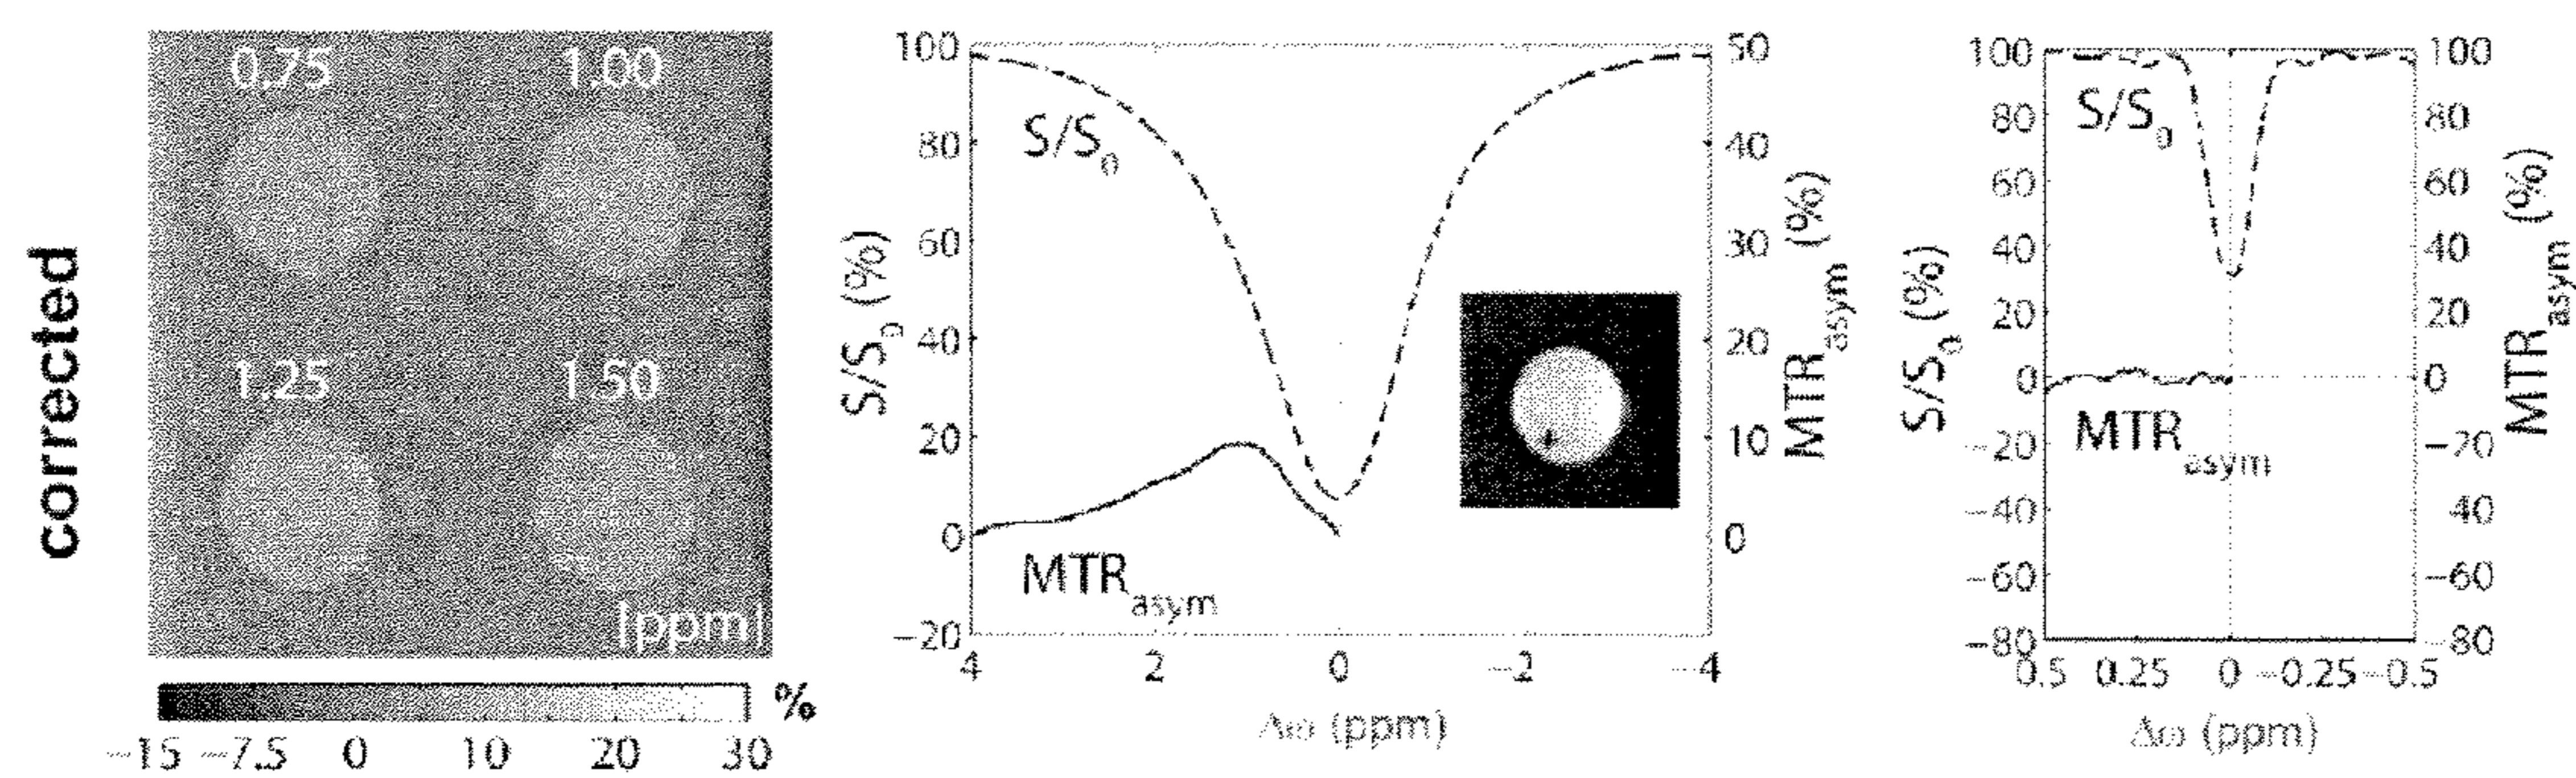 corrected
0.75 1.00
1.25 1.50
[ppm]
%
−15 −7.5 0 10 20 30
S/S0 (%)
100
80
60
40
20
0
−20
S/S0
MTRasym
50
40
30
20
10
0
MTRasym (%)
4 2 0 −2 −4
Δω (ppm)
S/S0 (%)
100
80
60
40
20
0
−20
−40
−60
−80
S/S0
MTRasym
100
80
60
40
20
0
−20
−40
−60
−80
MTRasym (%)
0.5 0.25 0 −0.25 −0.5
Δω (ppm)